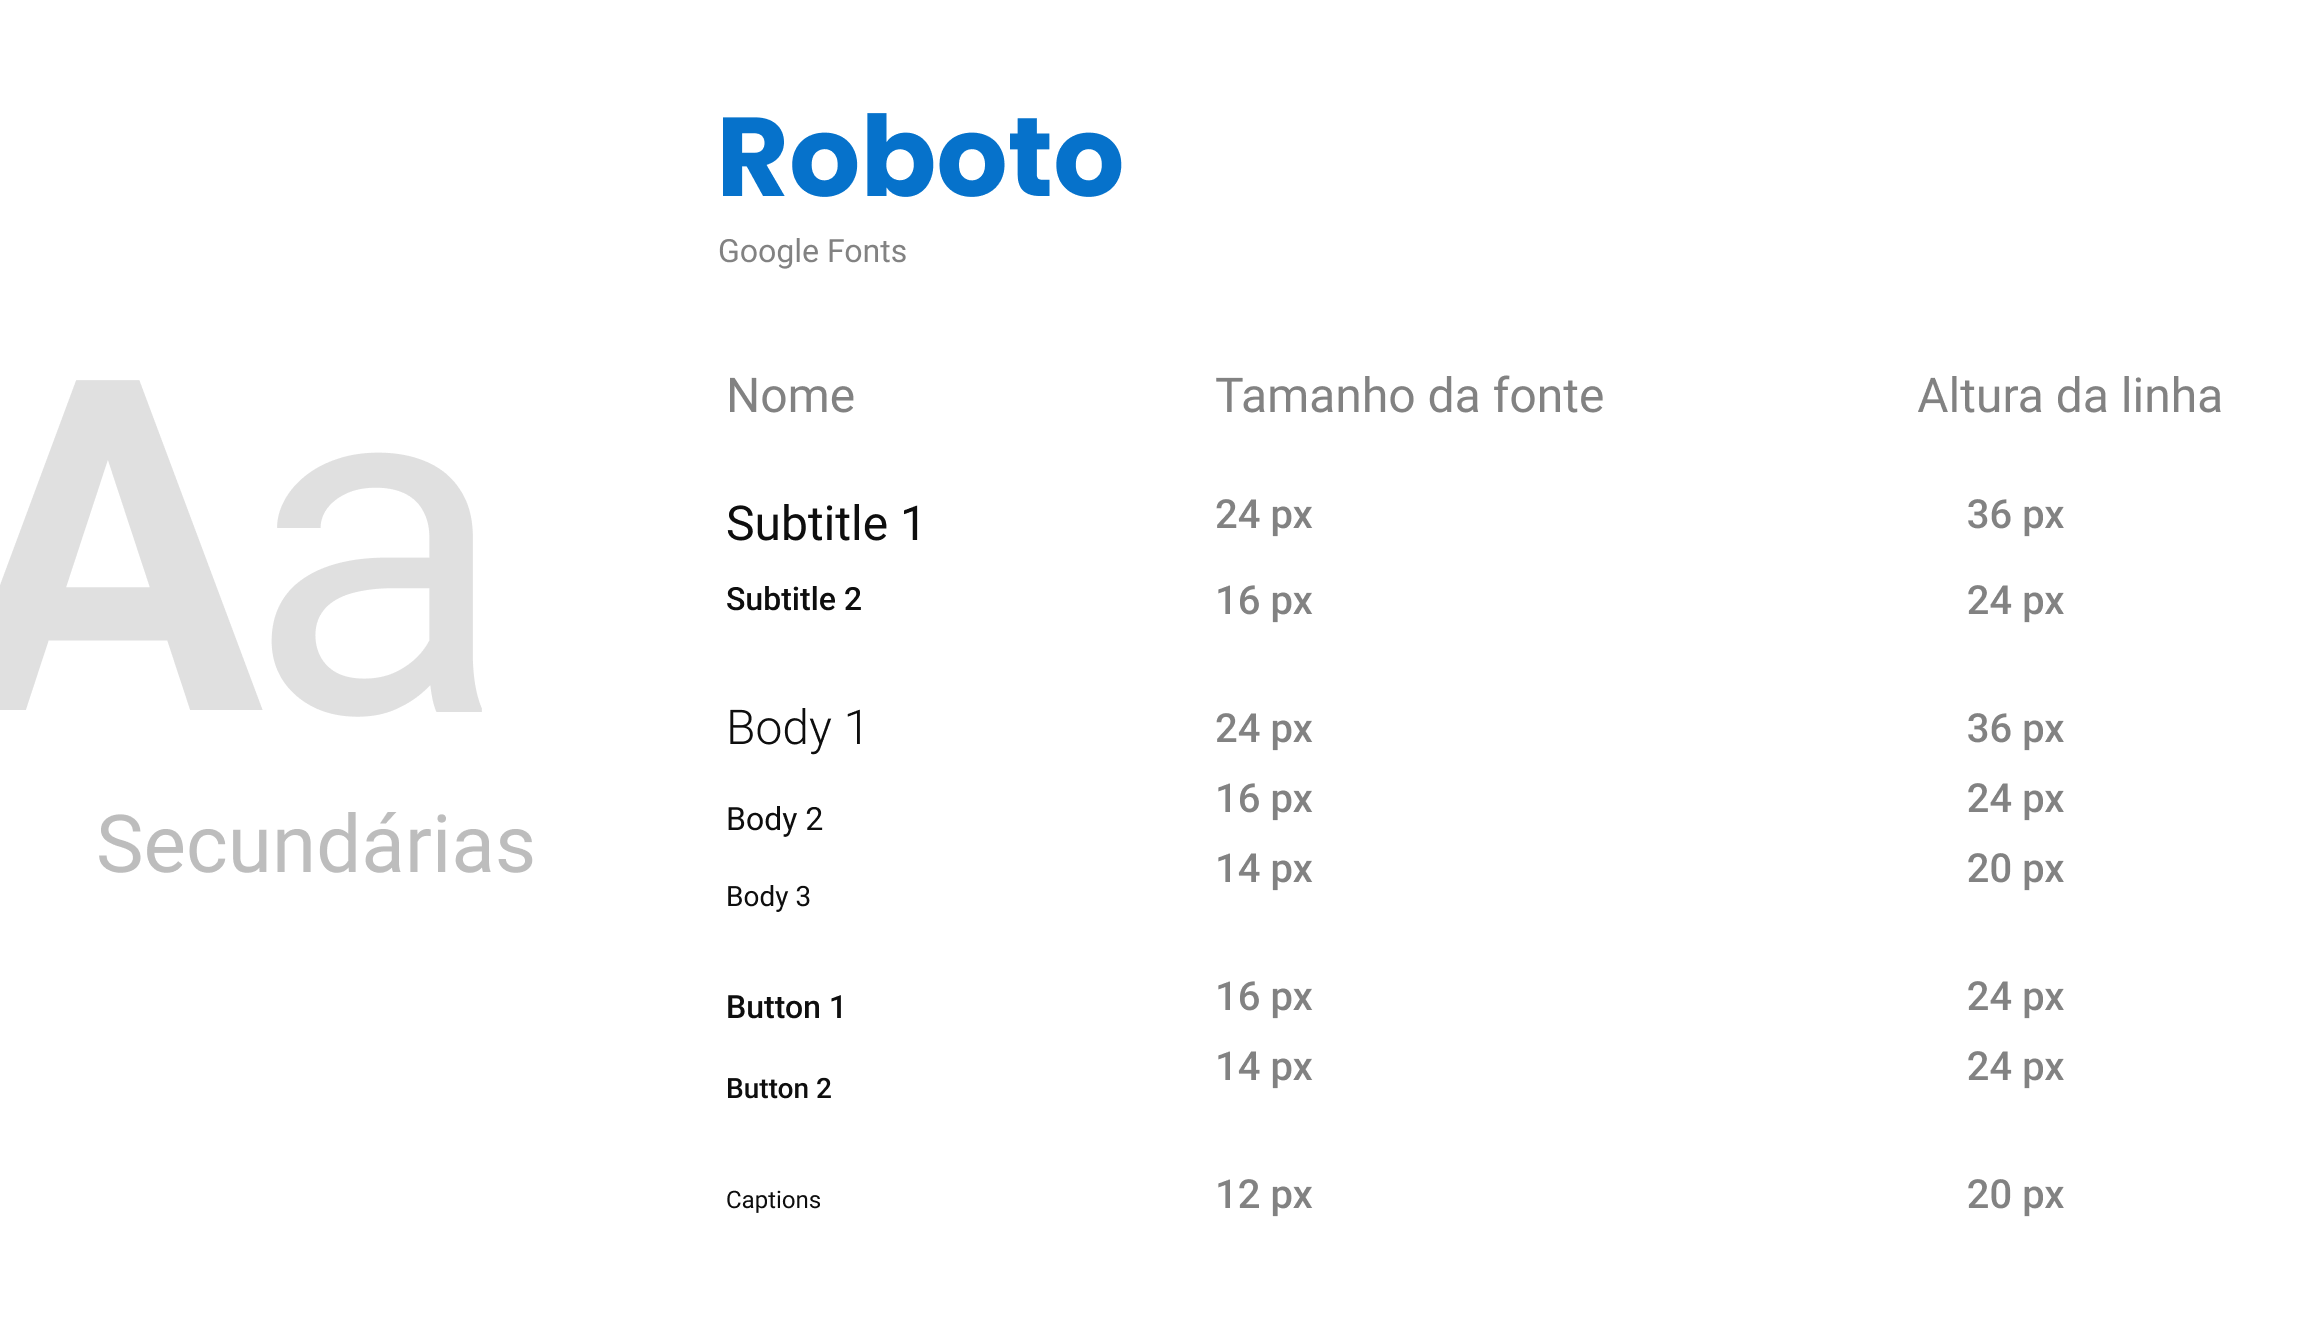 Roboto
Google Fonts
Aa
Secundárias
Nome Tamanho da fonte Altura da linha
Subtitle 1 24 px 36 px
Subtitle 2 16 px 24 px
Body 1 24 px 36 px
Body 2 16 px 24 px
Body 3 14 px 20 px
Button 1 16 px 24 px
Button 2 14 px 24 px
Captions 12 px 20 px